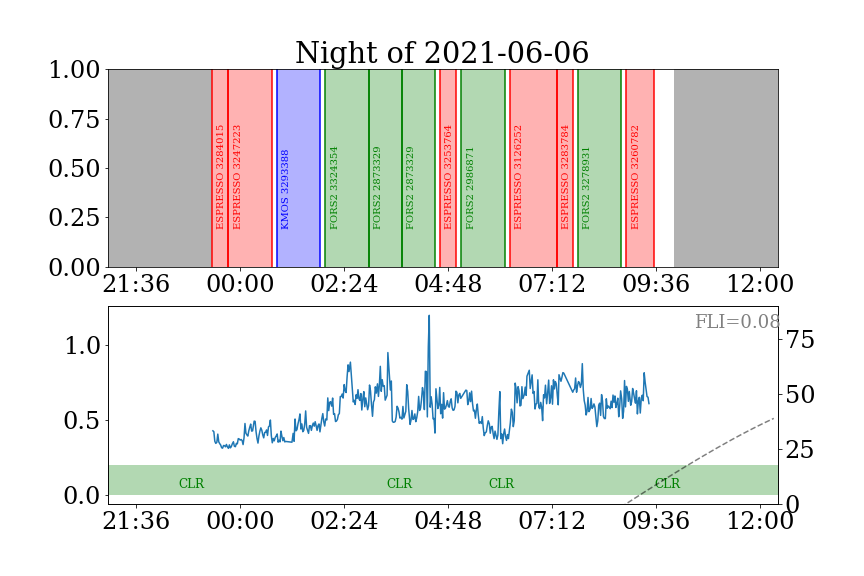 Night of 2021-06-06
1.00
0.75
0.50
0.25
0.00
ESPRESSO 3284015
ESPRESSO 3247223
KMOS 3293388
FORS2 3324354
FORS2 2873329
FORS2 2873329
ESPRESSO 3253764
FORS2 2986871
ESPRESSO 3126252
ESPRESSO 3283784
FORS2 3278931
ESPRESSO 3260782
21:36 00:00 02:24 04:48 07:12 09:36 12:00
FLI=0.08
1.0
0.5
0.0
75
50
25
0
CLR CLR CLR CLR
21:36 00:00 02:24 04:48 07:12 09:36 12:00